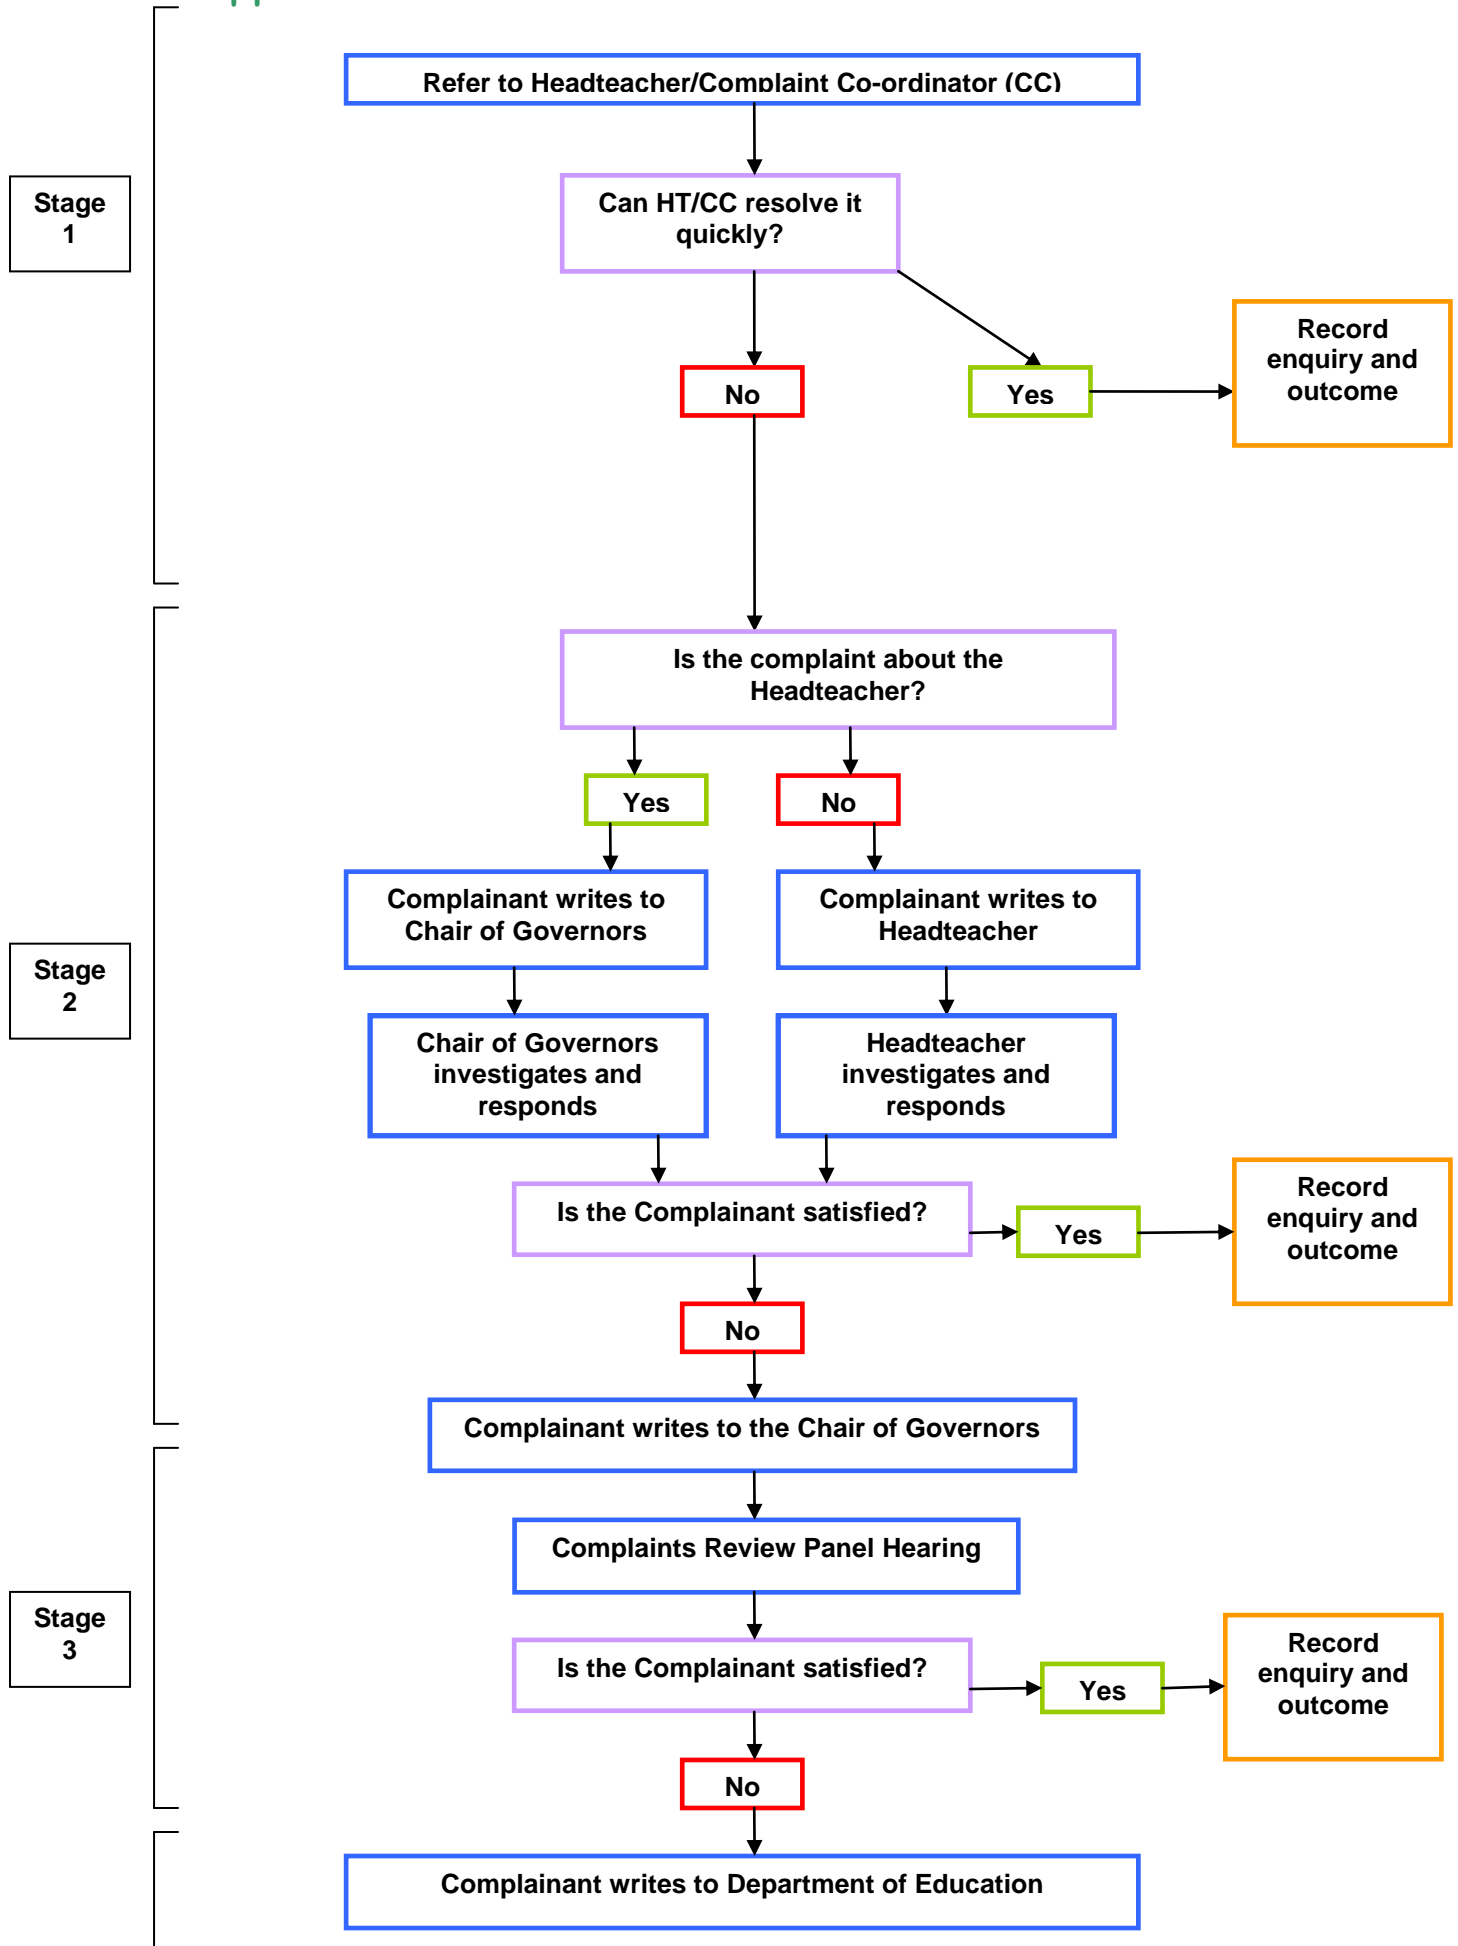 Refer to Headteacher/Complaint Co-ordinator (CC)
Stage
1
Can HT/CC resolve it
quickly?
No
Yes
Record
enquiry and
outcome
Is the complaint about the
Headteacher?
Yes
No
Complainant writes to
Chair of Governors
Complainant writes to
Headteacher
Stage
2
Chair of Governors
investigates and
responds
Headteacher
investigates and
responds
Is the Complainant satisfied?
Yes
Record
enquiry and
outcome
No
Complainant writes to the Chair of Governors
Complaints Review Panel Hearing
Stage
3
Is the Complainant satisfied?
Yes
Record
enquiry and
outcome
No
Complainant writes to Department of Education